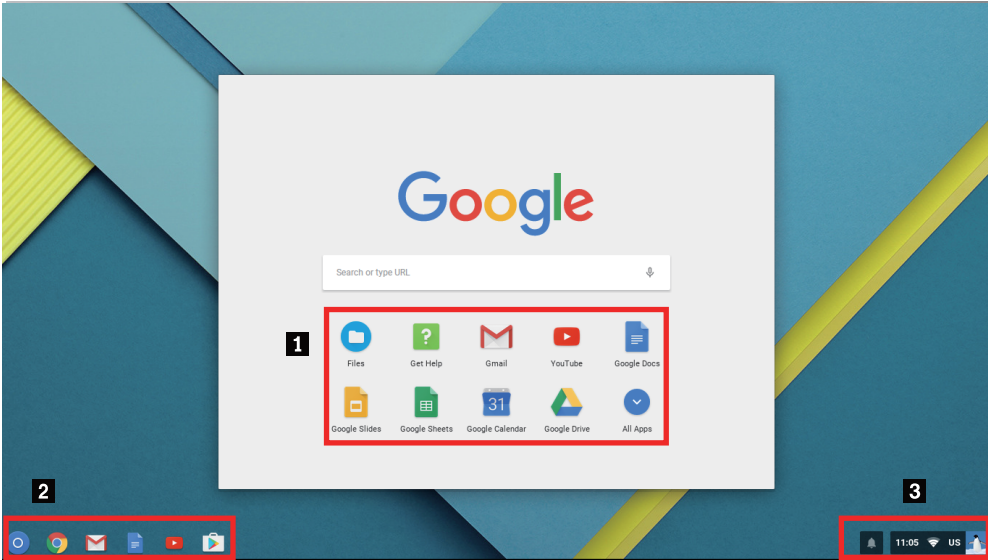 Google
Search or type URL
1
?
Files
Get Help
Gmail
YouTube
Google Docs
31
Google Slides
Google Sheets
Google Calendar
Google Drive
All Apps
2
3
11:05 US